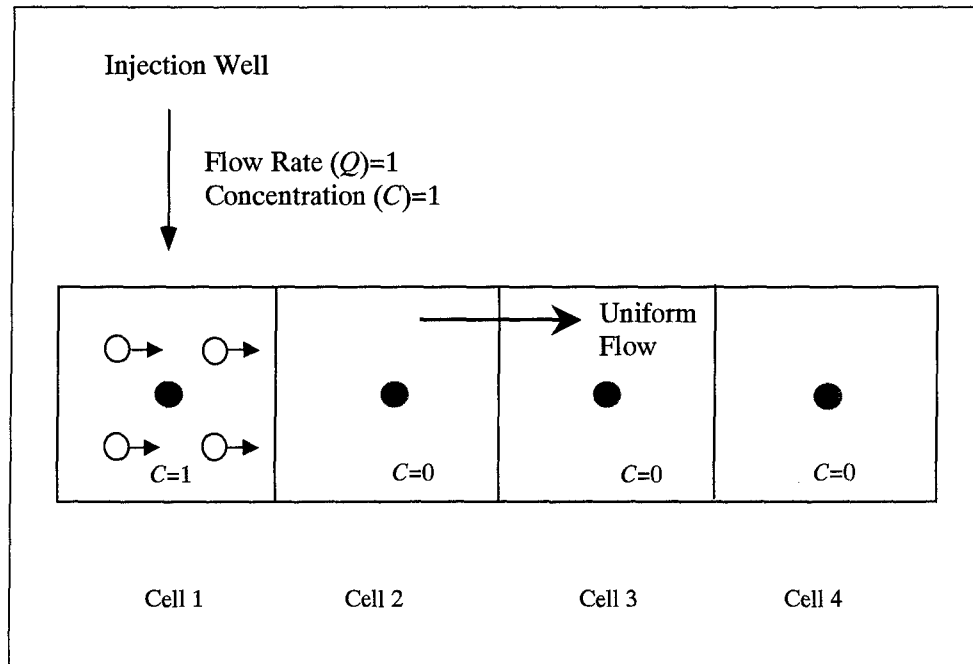 Injection Well
Flow Rate (Q)=1
Concentration (C)=1
Uniform
Flow
C=1
C=0
C=0
C=0
Cell 1
Cell 2
Cell 3
Cell 4